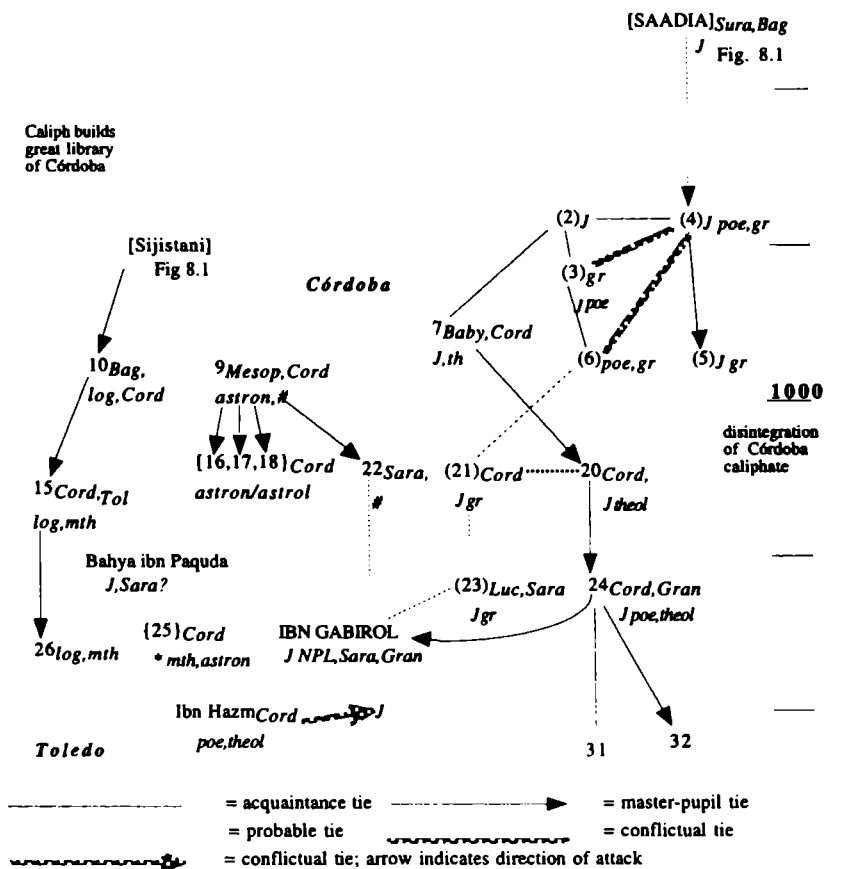 [SAADIA]Sura,Bag
J Fig. 8.1
Caliph builds
great library
of Córdoba
(2)J
(4)J poe,gr
[Sijistani]
Fig 8.1
Córdoba
(3)gr
J poe
7Baby,Cord
J,th
(6)poe,gr
(5)J gr
10Bag,
log,Cord
9Mesop,Cord
astron,#
1000
disintegration
of Córdoba
caliphate
{16,17,18}Cord
astron/astrol
22Sara,
#
(21)Cord
J gr
20Cord,
J theol
15Cord,Tol
log,mth
Bahya ibn Paquda
J,Sara?
(23)Luc,Sara
J gr
24Cord,Gran
J poe,theol
26log,mth
{25}Cord
*mth,astron
IBN GABIROL
J NPL,Sara,Gran
Ibn HazmCord
poe,theol
J
Toledo
31
32
= acquaintance tie
= master-pupil tie
= probable tie
= conflictual tie
= conflictual tie; arrow indicates direction of attack